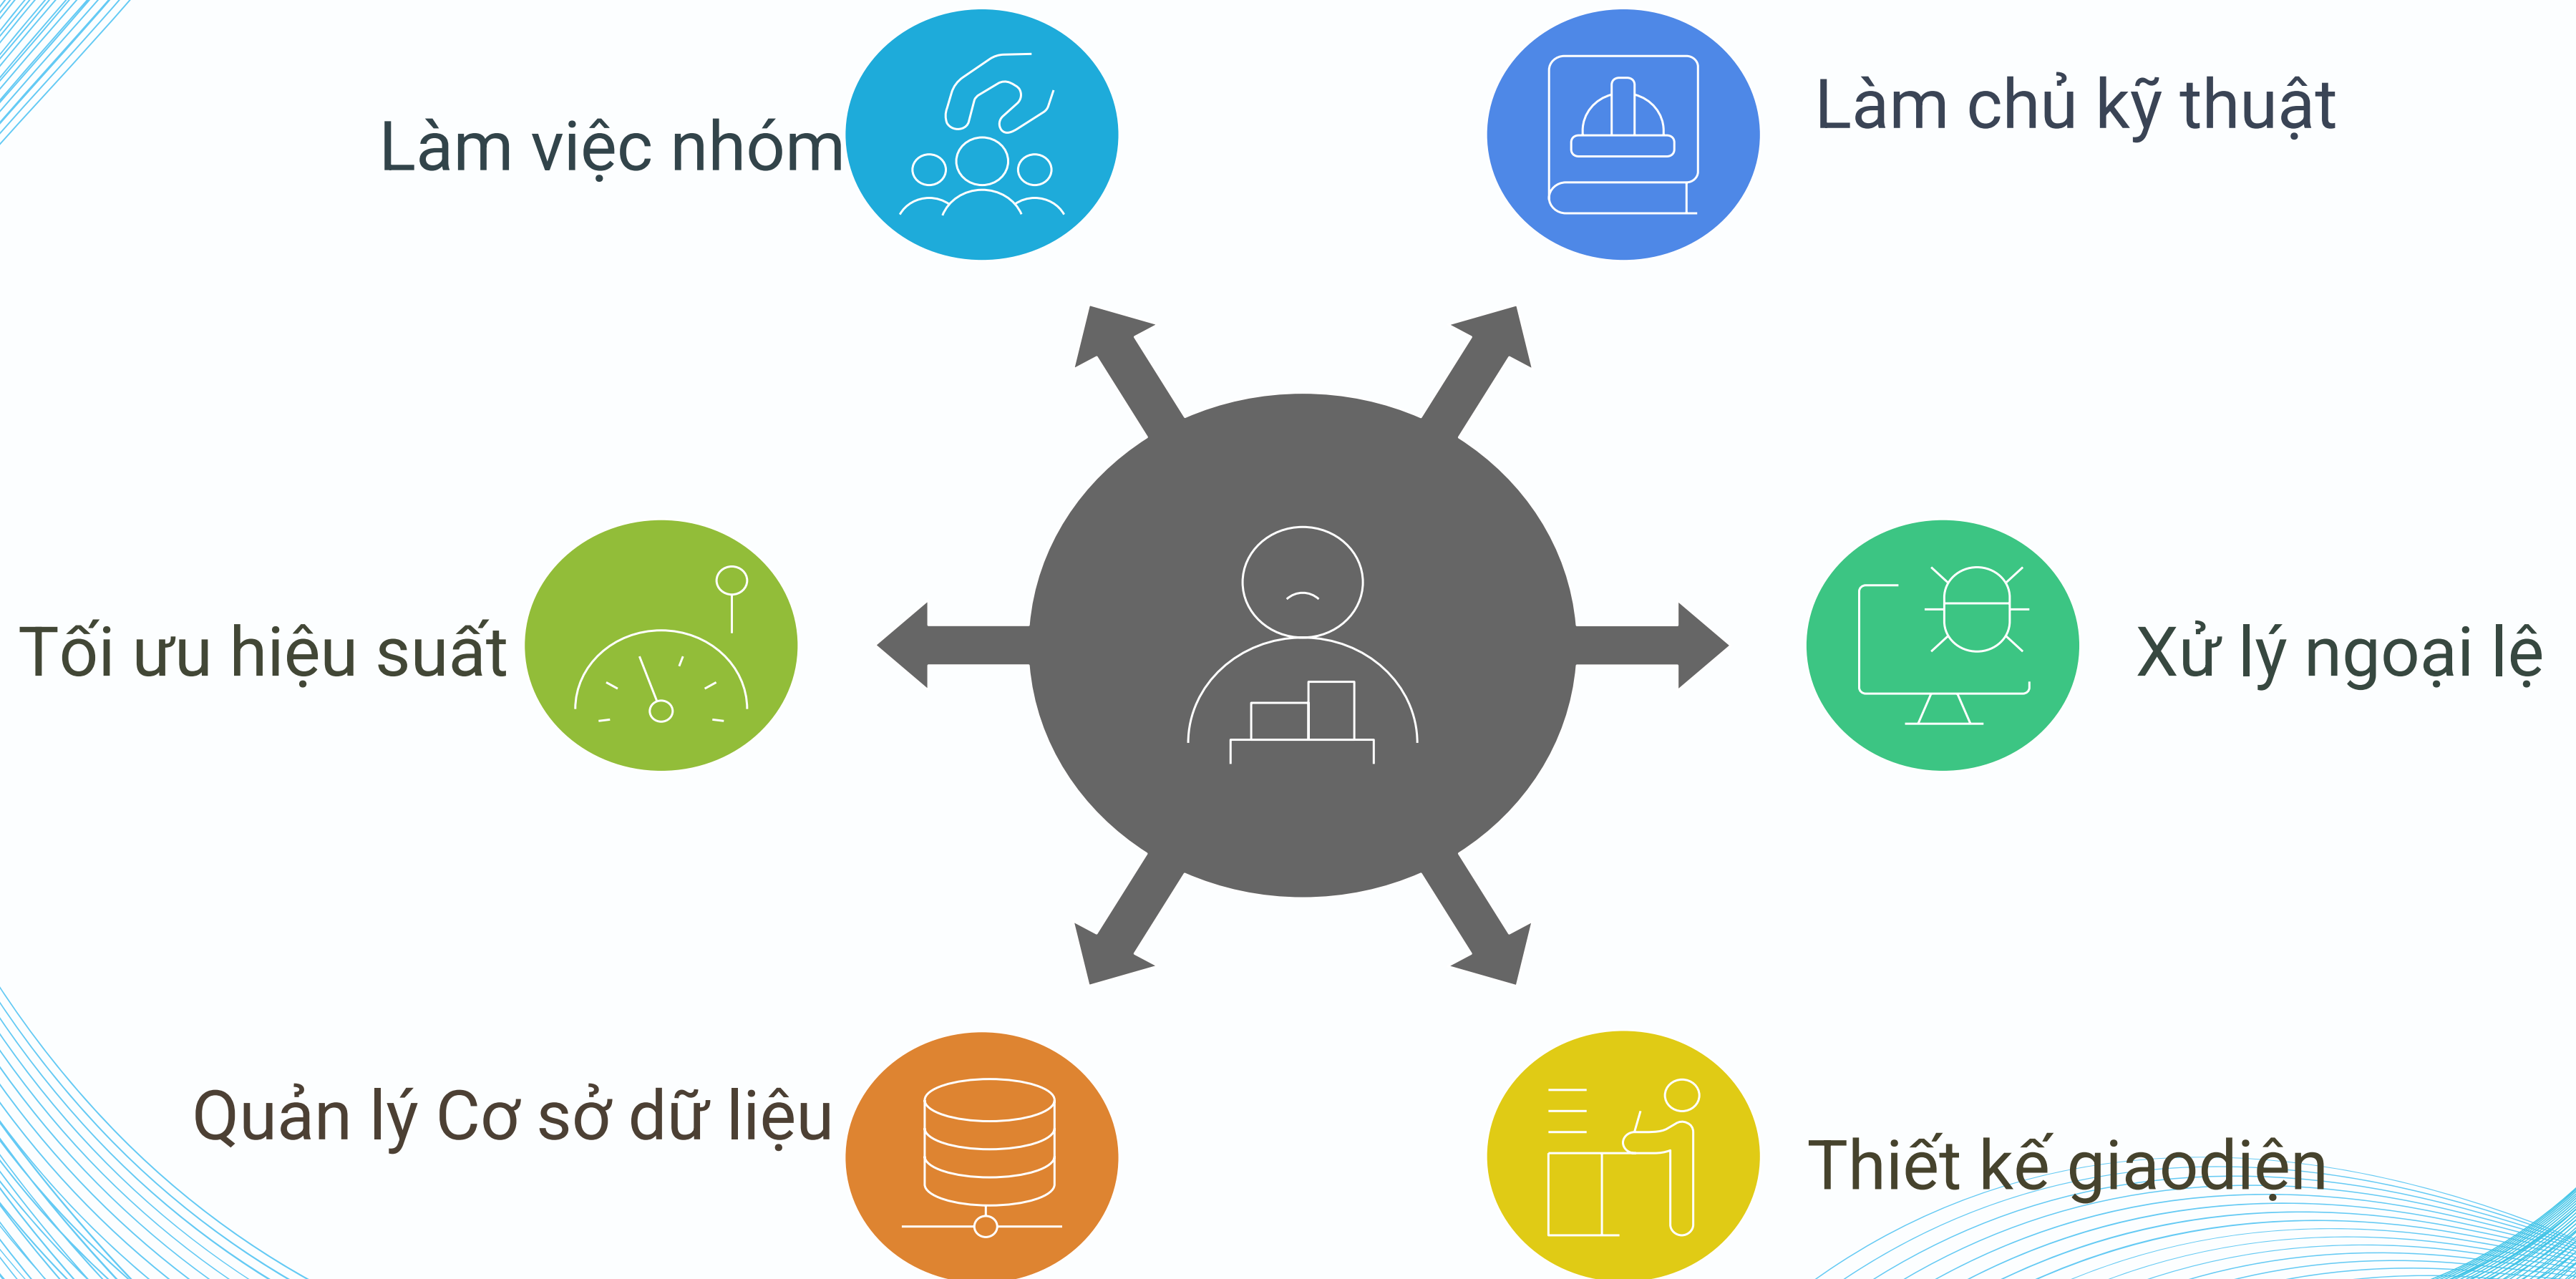 Làm việc nhóm
Làm chủ kỹ thuật
Tối ưu hiệu suất
Xử lý ngoại lệ
Quản lý Cơ sở dữ liệu
Thiết kế giaodiện